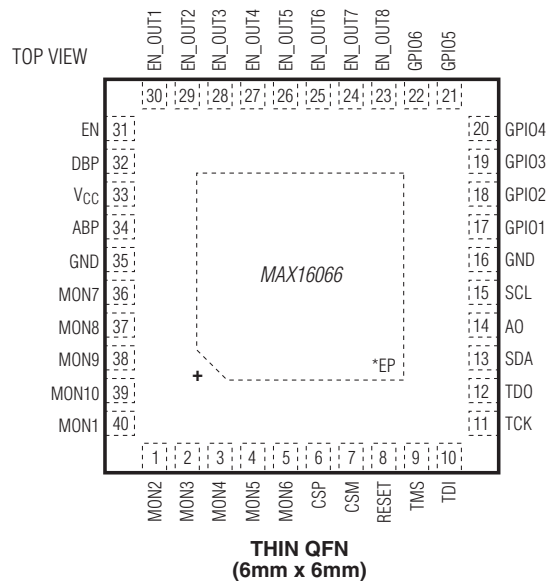 TOP VIEW
EN_OUT1
EN_OUT2
EN_OUT3
EN_OUT4
EN_OUT5
EN_OUT6
EN_OUT7
EN_OUT8
GPIO6
GPIO5
30 29 28 27 26 25 24 23 22 21
EN 31
DBP 32
VCC 33
ABP 34
GND 35
MON7 36
MON8 37
MON9 38
MON10 39
MON1 40
20 GPIO4
19 GPIO3
18 GPIO2
17 GPIO1
16 GND
15 SCL
14 AO
13 SDA
12 TDO
11 TCK
MAX16066
*EP
+
1 2 3 4 5 6 7 8 9 10
MON2
MON3
MON4
MON5
MON6
CSP
CSM
RESET
TMS
TDI
THIN QFN
(6mm x 6mm)